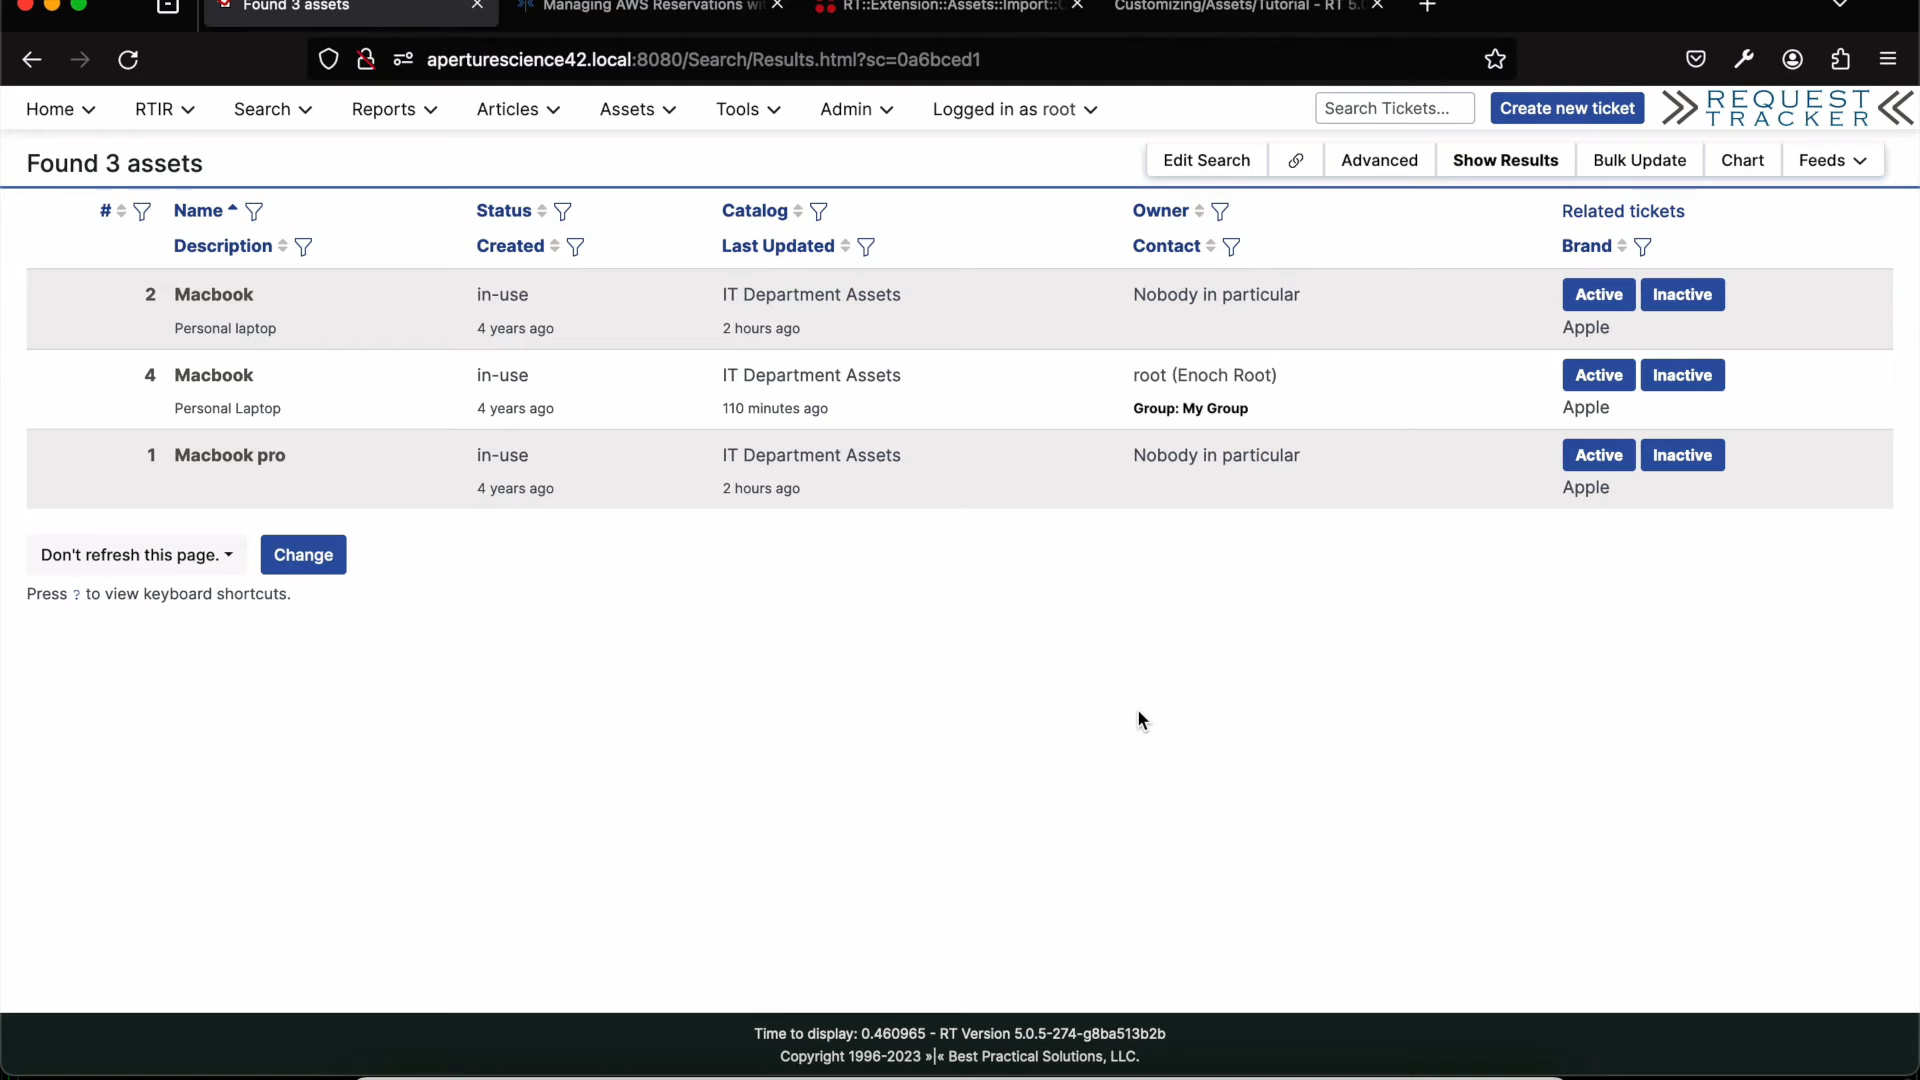 Found 3 assets
Managing AWS Reservations wi
RT::Extension::Assets::Import::C
Customizing/Assets/Tutorial - RT 5.0
aperturescience42.local:8080/Search/Results.html?sc=0a6bced1
Home RTIR Search Reports Articles Assets Tools Admin Logged in as root Search Tickets... Create new ticket REQUEST TRACKER
Found 3 assets Edit Search Advanced Show Results Bulk Update Chart Feeds
# Name Status Catalog Owner Related tickets
Description Created Last Updated Contact Brand
2 Macbook in-use IT Department Assets Nobody in particular Active Inactive
Personal laptop 4 years ago 2 hours ago Apple
4 Macbook in-use IT Department Assets root (Enoch Root) Active Inactive
Personal Laptop 4 years ago 110 minutes ago Group: My Group Apple
1 Macbook pro in-use IT Department Assets Nobody in particular Active Inactive
4 years ago 2 hours ago Apple
Don't refresh this page. Change
Press ? to view keyboard shortcuts.
Time to display: 0.460965 - RT Version 5.0.5-274-g8ba513b2b
Copyright 1996-2023 »|« Best Practical Solutions, LLC.